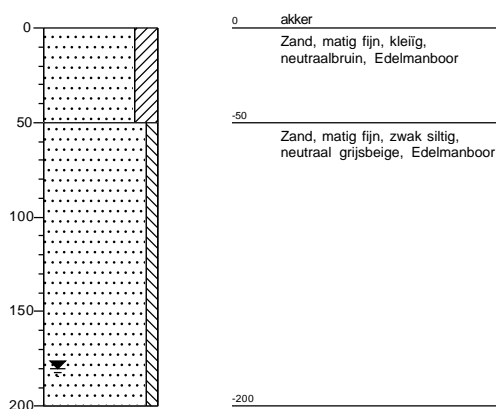 0
50
100
150
200
0 akker
Zand, matig fijn, kleiïg,
neutraalbruin, Edelmanboor
-50
Zand, matig fijn, zwak siltig,
neutraal grijsbeige, Edelmanboor
-200